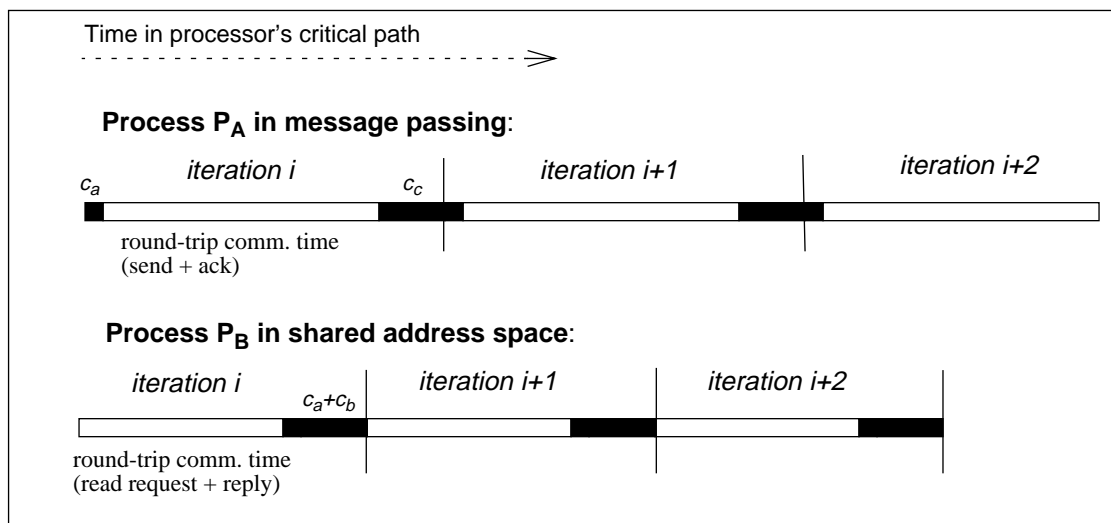 Time in processor's critical path
Process PA in message passing:
iteration i
iteration i+1
iteration i+2
ca
cc
round-trip comm. time
(send + ack)
Process PB in shared address space:
iteration i
iteration i+1
iteration i+2
ca+cb
round-trip comm. time
(read request + reply)